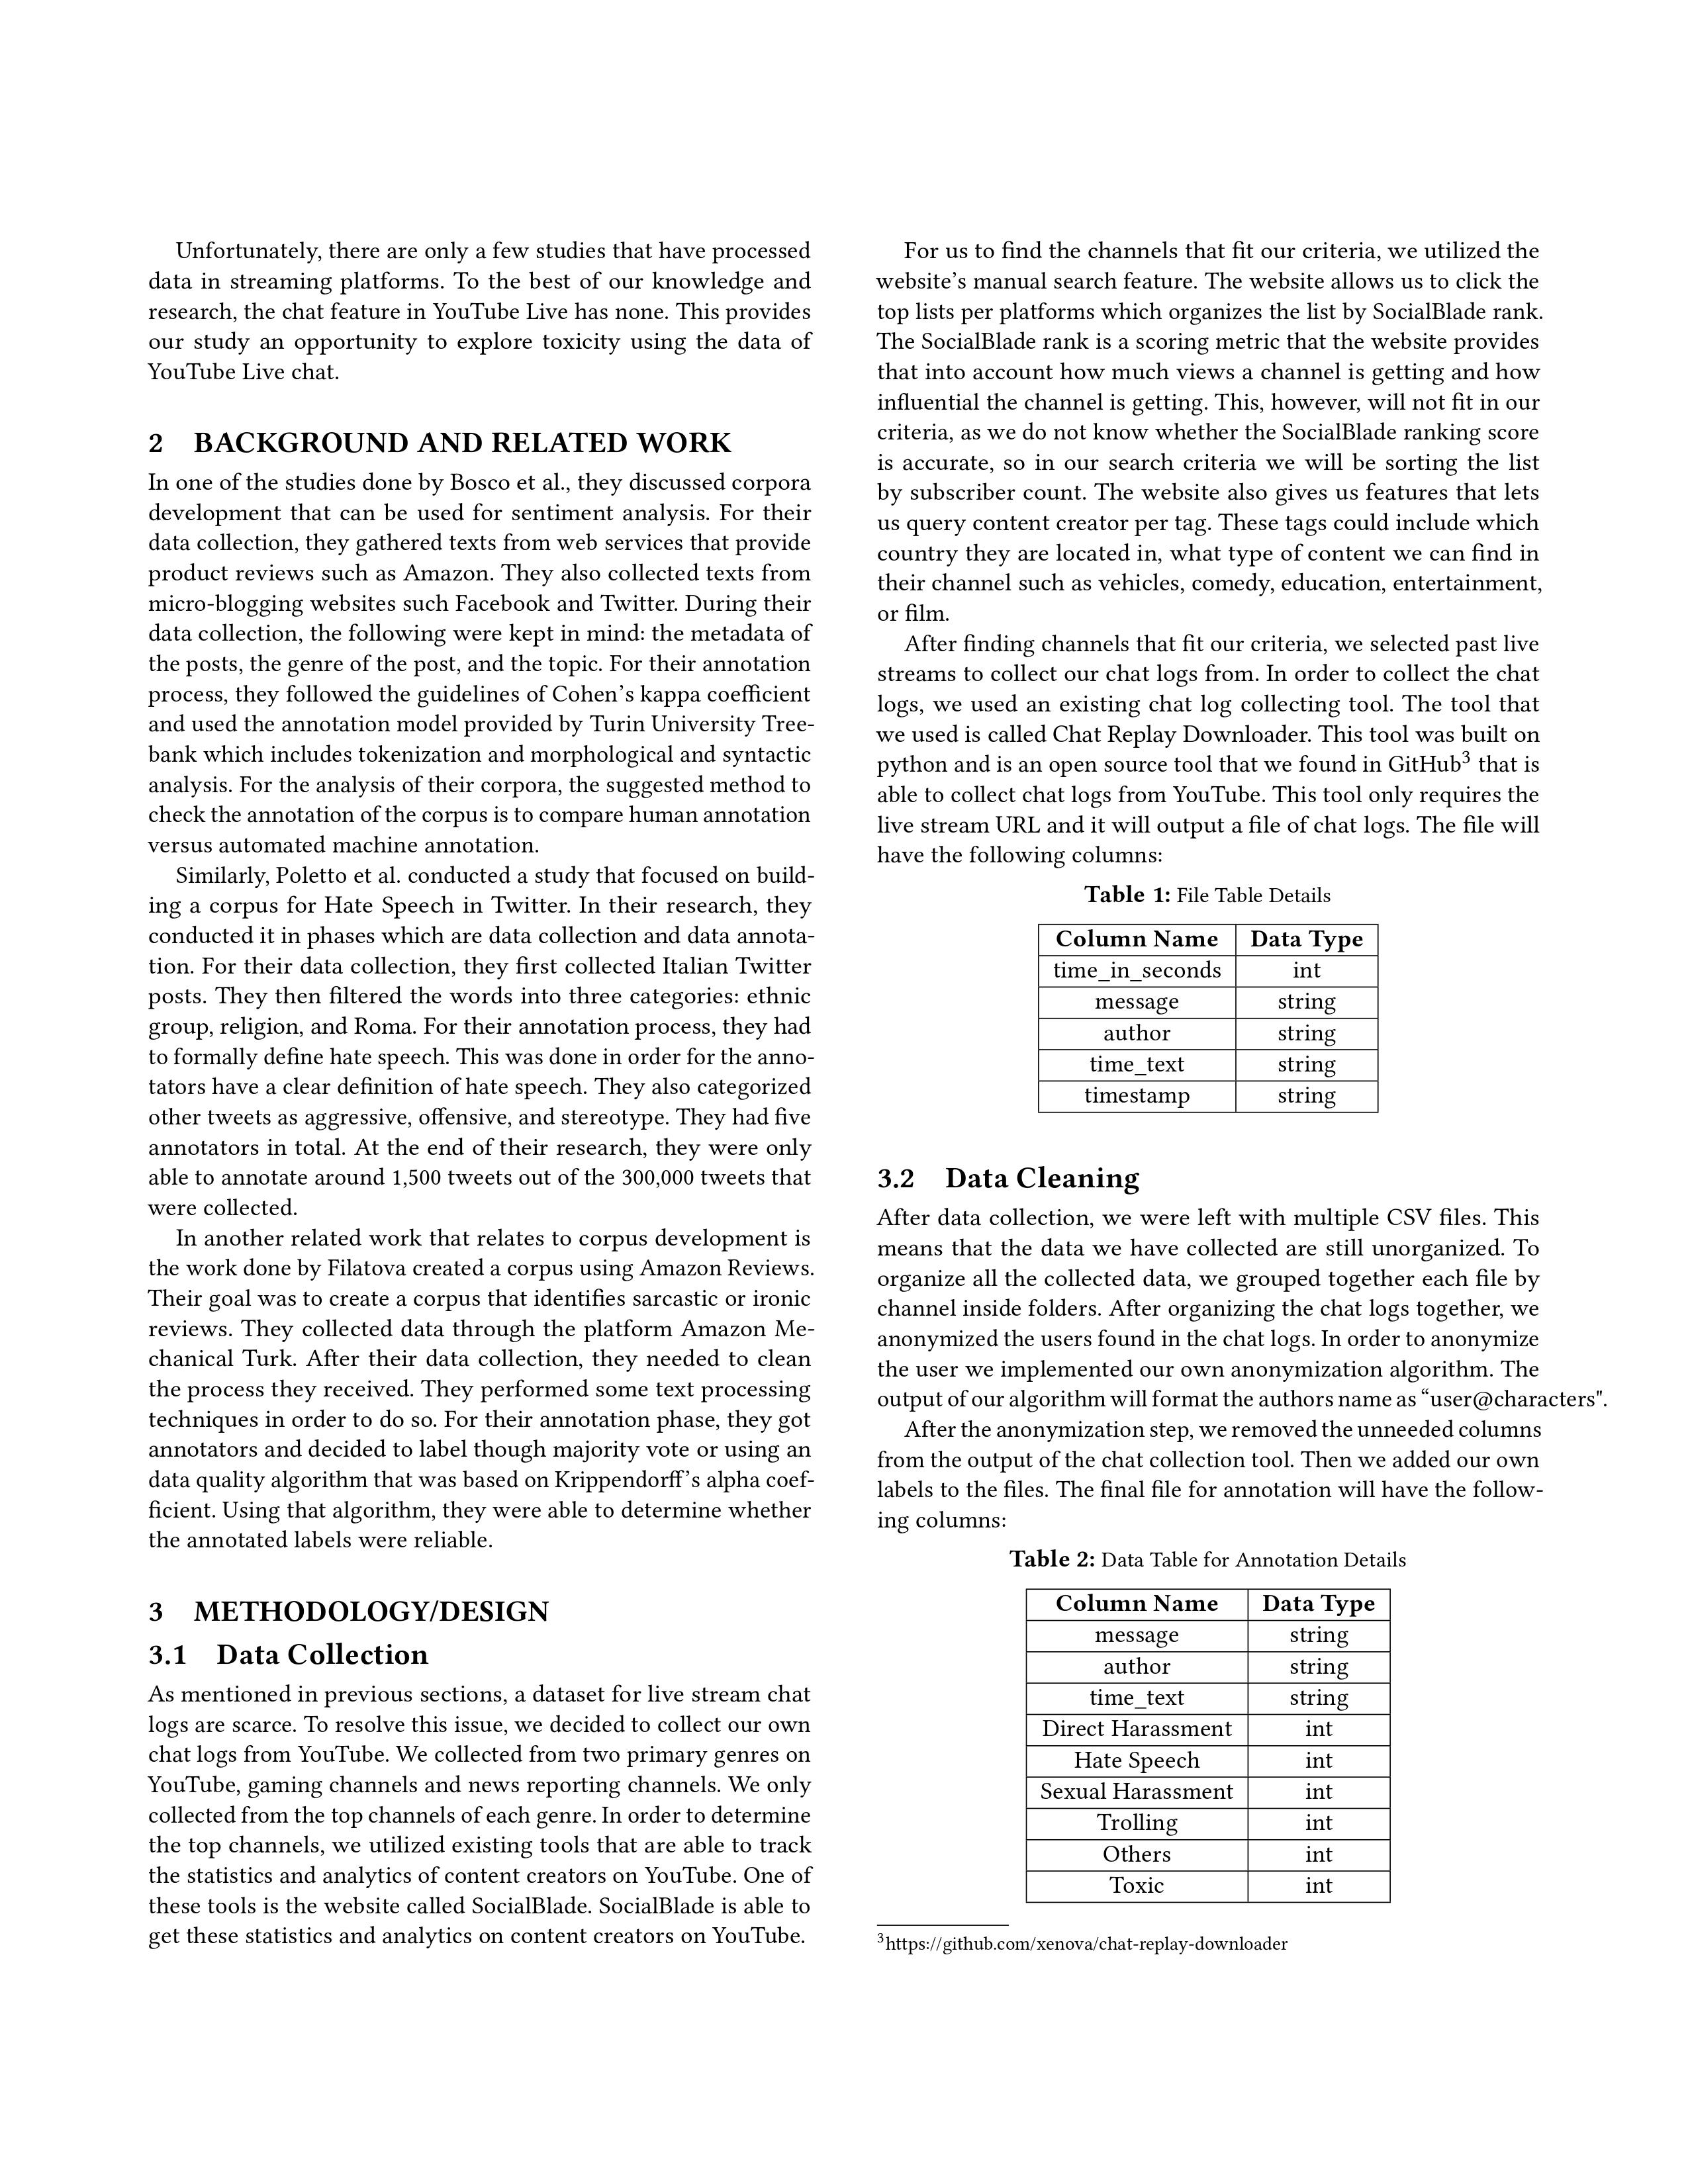 Unfortunately, there are only a few studies that have processed
data in streaming platforms. To the best of our knowledge and
research, the chat feature in YouTube Live has none. This provides
our study an opportunity to explore toxicity using the data of
YouTube Live chat.
2 BACKGROUND AND RELATED WORK
In one of the studies done by Bosco et al., they discussed corpora
development that can be used for sentiment analysis. For their
data collection, they gathered texts from web services that provide
product reviews such as Amazon. They also collected texts from
micro-blogging websites such Facebook and Twitter. During their
data collection, the following were kept in mind: the metadata of
the posts, the genre of the post, and the topic. For their annotation
process, they followed the guidelines of Cohen's kappa coefficient
and used the annotation model provided by Turin University Tree-
bank which includes tokenization and morphological and syntactic
analysis. For the analysis of their corpora, the suggested method to
check the annotation of the corpus is to compare human annotation
versus automated machine annotation.
Similarly, Poletto et al. conducted a study that focused on build-
ing a corpus for Hate Speech in Twitter. In their research, they
conducted it in phases which are data collection and data annota-
tion. For their data collection, they first collected Italian Twitter
posts. They then filtered the words into three categories: ethnic
group, religion, and Roma. For their annotation process, they had
to formally define hate speech. This was done in order for the anno-
tators have a clear definition of hate speech. They also categorized
other tweets as aggressive, offensive, and stereotype. They had five
annotators in total. At the end of their research, they were only
able to annotate around 1,500 tweets out of the 300,000 tweets that
were collected.
In another related work that relates to corpus development is
the work done by Filatova created a corpus using Amazon Reviews.
Their goal was to create a corpus that identifies sarcastic or ironic
reviews. They collected data through the platform Amazon Me-
chanical Turk. After their data collection, they needed to clean
the process they received. They performed some text processing
techniques in order to do so. For their annotation phase, they got
annotators and decided to label though majority vote or using an
data quality algorithm that was based on Krippendorff's alpha coef-
ficient. Using that algorithm, they were able to determine whether
the annotated labels were reliable.
3 METHODOLOGY/DESIGN
3.1 Data Collection
As mentioned in previous sections, a dataset for live stream chat
logs are scarce. To resolve this issue, we decided to collect our own
chat logs from YouTube. We collected from two primary genres on
YouTube, gaming channels and news reporting channels. We only
collected from the top channels of each genre. In order to determine
the top channels, we utilized existing tools that are able to track
the statistics and analytics of content creators on YouTube. One of
these tools is the website called SocialBlade. SocialBlade is able to
get these statistics and analytics on content creators on YouTube.
For us to find the channels that fit our criteria, we utilized the
website's manual search feature. The website allows us to click the
top lists per platforms which organizes the list by SocialBlade rank.
The SocialBlade rank is a scoring metric that the website provides
that into account how much views a channel is getting and how
influential the channel is getting. This, however, will not fit in our
criteria, as we do not know whether the SocialBlade ranking score
is accurate, so in our search criteria we will be sorting the list
by subscriber count. The website also gives us features that lets
us query content creator per tag. These tags could include which
country they are located in, what type of content we can find in
their channel such as vehicles, comedy, education, entertainment,
or film.
After finding channels that fit our criteria, we selected past live
streams to collect our chat logs from. In order to collect the chat
logs, we used an existing chat log collecting tool. The tool that
we used is called Chat Replay Downloader. This tool was built on
python and is an open source tool that we found in GitHub³ that is
able to collect chat logs from YouTube. This tool only requires the
live stream URL and it will output a file of chat logs. The file will
have the following columns:
Table 1: File Table Details
Column Name Data Type
time_in_seconds int
message string
author string
time_text string
timestamp string
3.2 Data Cleaning
After data collection, we were left with multiple CSV files. This
means that the data we have collected are still unorganized. To
organize all the collected data, we grouped together each file by
channel inside folders. After organizing the chat logs together, we
anonymized the users found in the chat logs. In order to anonymize
the user we implemented our own anonymization algorithm. The
output of our algorithm will format the authors name as “user@characters".
After the anonymization step, we removed the unneeded columns
from the output of the chat collection tool. Then we added our own
labels to the files. The final file for annotation will have the follow-
ing columns:
Table 2: Data Table for Annotation Details
Column Name Data Type
message string
author string
time_text string
Direct Harassment int
Hate Speech int
Sexual Harassment int
Trolling int
Others int
Toxic int
³https://github.com/xenova/chat-replay-downloader